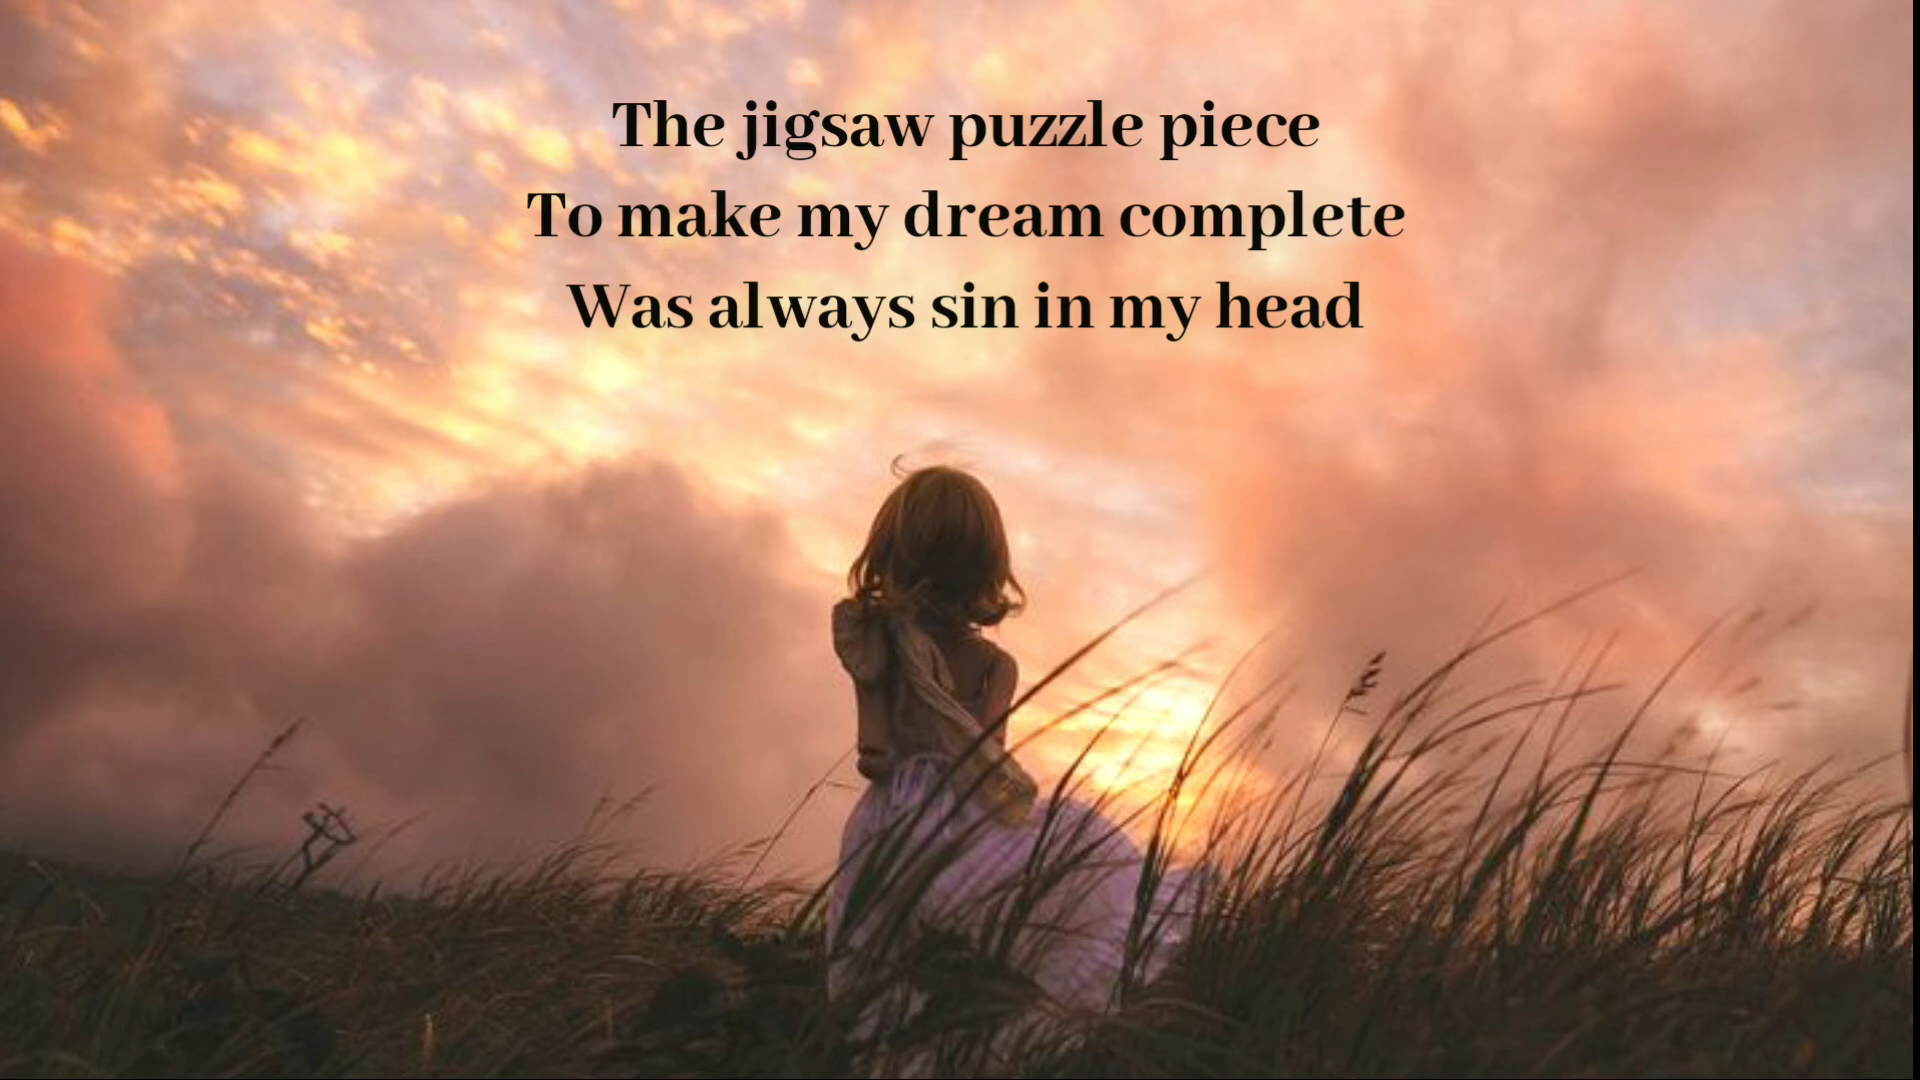 The jigsaw puzzle piece
To make my dream complete
Was always sin in my head